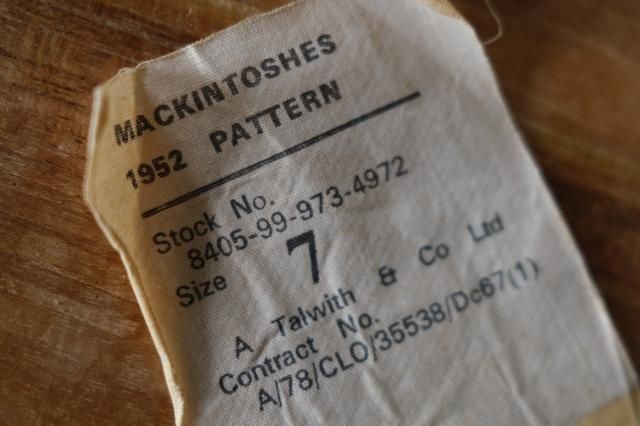 MACKINTOSHES
1952 PATTERN
Stock No.
8405-99-973-4972
Size 7
A Talwith & Co Ltd
Contract No.
A/78/CLO/35538/Dc67(1)